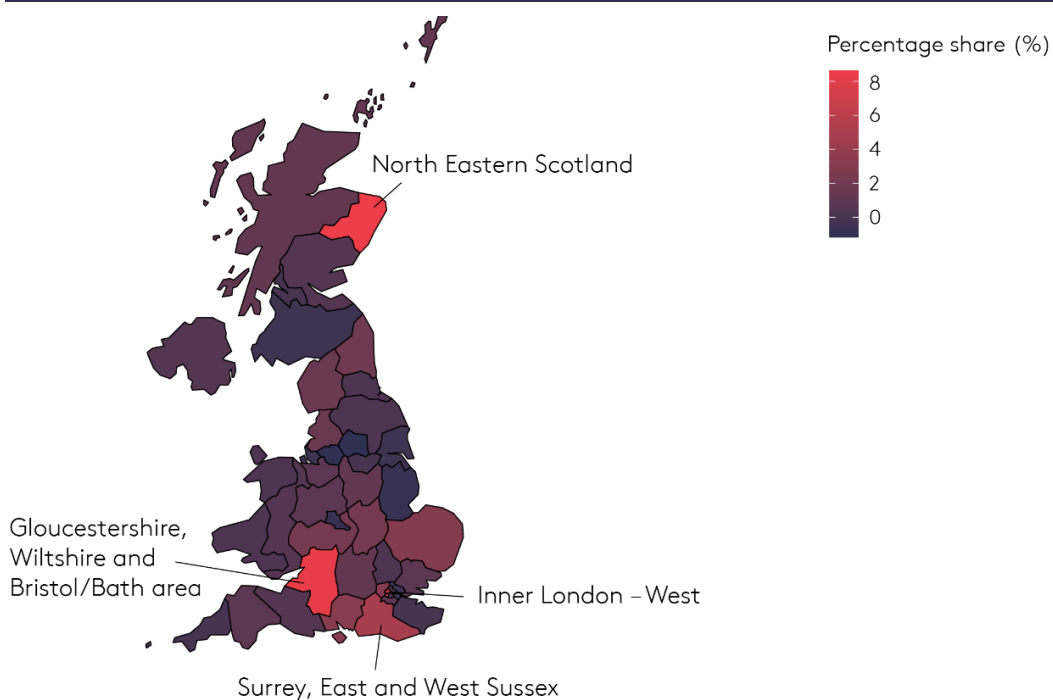 Percentage share (%)
8
6
4
2
0
North Eastern Scotland
Gloucestershire,
Wiltshire and
Bristol/Bath area
Inner London – West
Surrey, East and West Sussex